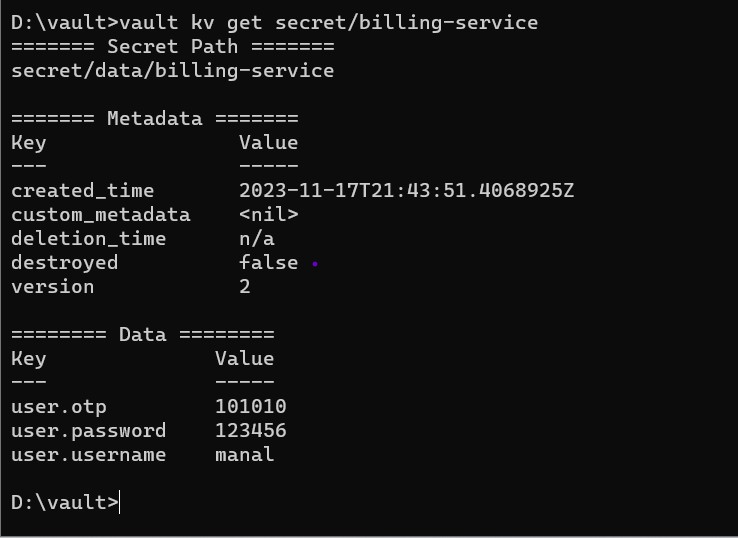 D:\vault>vault kv get secret/billing-service
======= Secret Path =======
secret/data/billing-service
======= Metadata =======
Key                Value
---                -----
created_time       2023-11-17T21:43:51.4068925Z
custom_metadata    <nil>
deletion_time      n/a
destroyed          false
version            2
======== Data ========
Key              Value
---              -----
user.otp         101010
user.password    123456
user.username    manal
D:\vault>